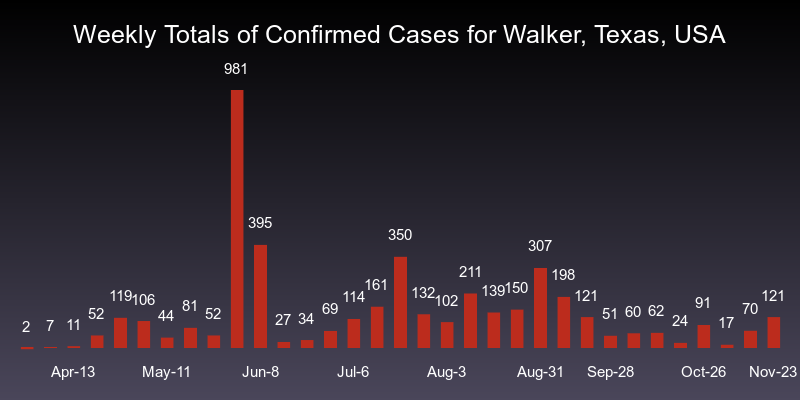 Weekly Totals of Confirmed Cases for Walker, Texas, USA
2 7 11 52 119 106 44 81 52 981 395 27 34 69 114 161 350 132 102 211 139 150 307 198 121 51 60 62 24 91 17 70 121
Apr-13 May-11 Jun-8 Jul-6 Aug-3 Aug-31 Sep-28 Oct-26 Nov-23